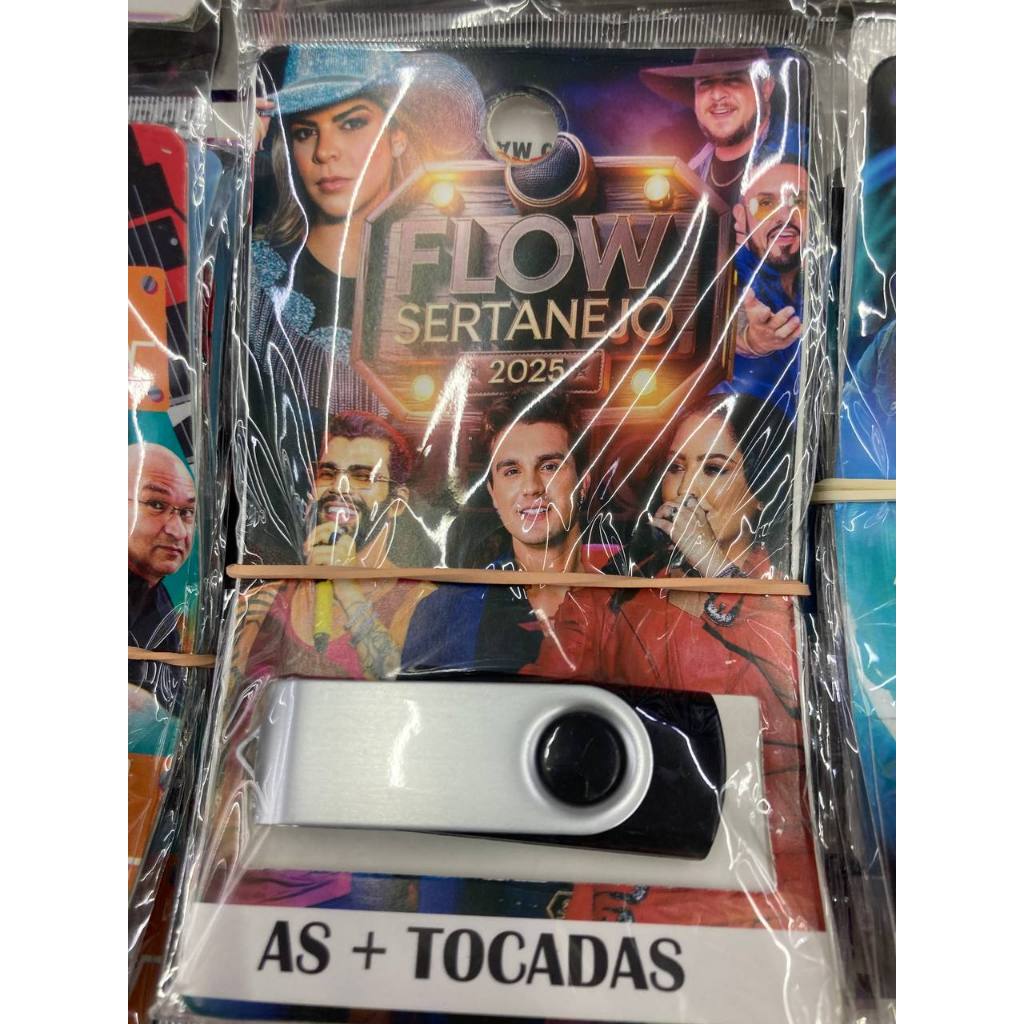 FLOW
SERTANEJO
2025
AS + TOCADAS